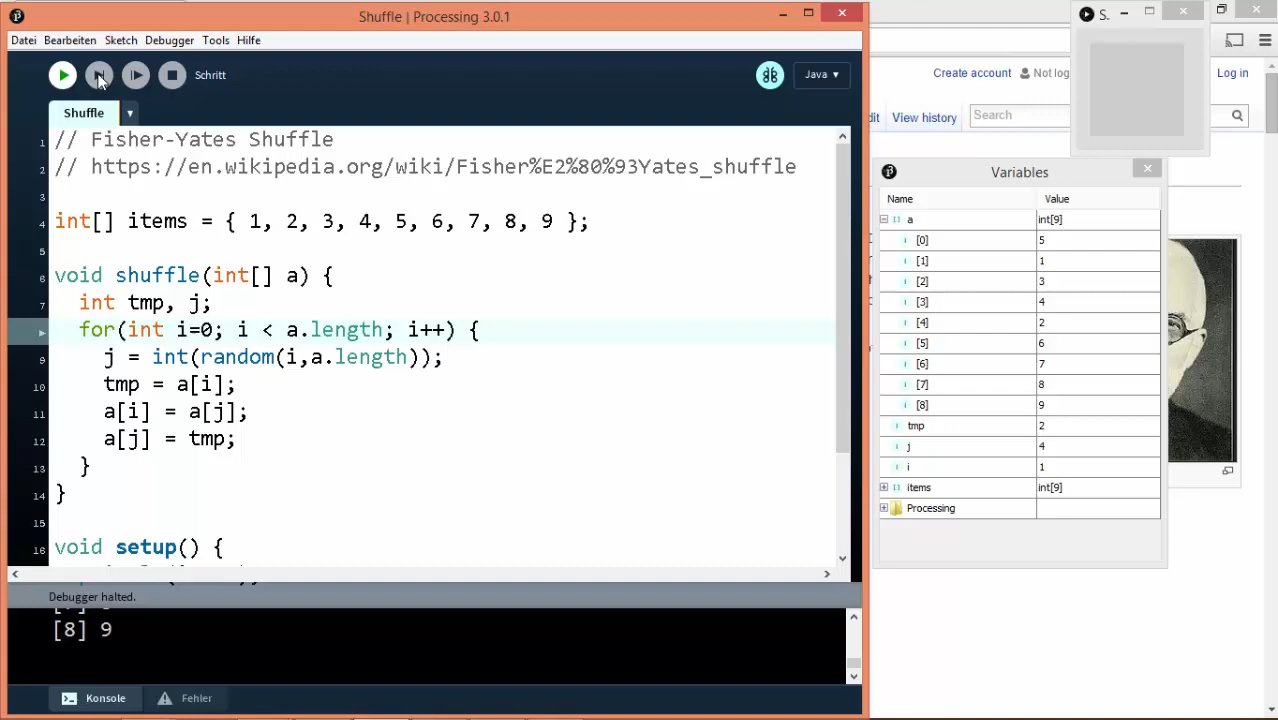 Shuffle | Processing 3.0.1
Datei Bearbeiten Sketch Debugger Tools Hilfe
Schritt
Java ▾
Shuffle
1 // Fisher-Yates Shuffle
2 // https://en.wikipedia.org/wiki/Fisher%E2%80%93Yates_shuffle
3
4 int[] items = { 1, 2, 3, 4, 5, 6, 7, 8, 9 };
5
6 void shuffle(int[] a) {
7 int tmp, j;
for(int i=0; i < a.length; i++) {
9 j = int(random(i,a.length));
10 tmp = a[i];
11 a[i] = a[j];
12 a[j] = tmp;
13 }
14 }
15
16 void setup() {
Debugger halted.
[8] 9
Konsole
Fehler
S.
Create account
Not log
Log in
dit
View history
Search
Variables
Name Value
a int[9]
[0] 5
[1] 1
[2] 3
[3] 4
[4] 2
[5] 6
[6] 7
[7] 8
[8] 9
tmp 2
j 4
i 1
items int[9]
Processing